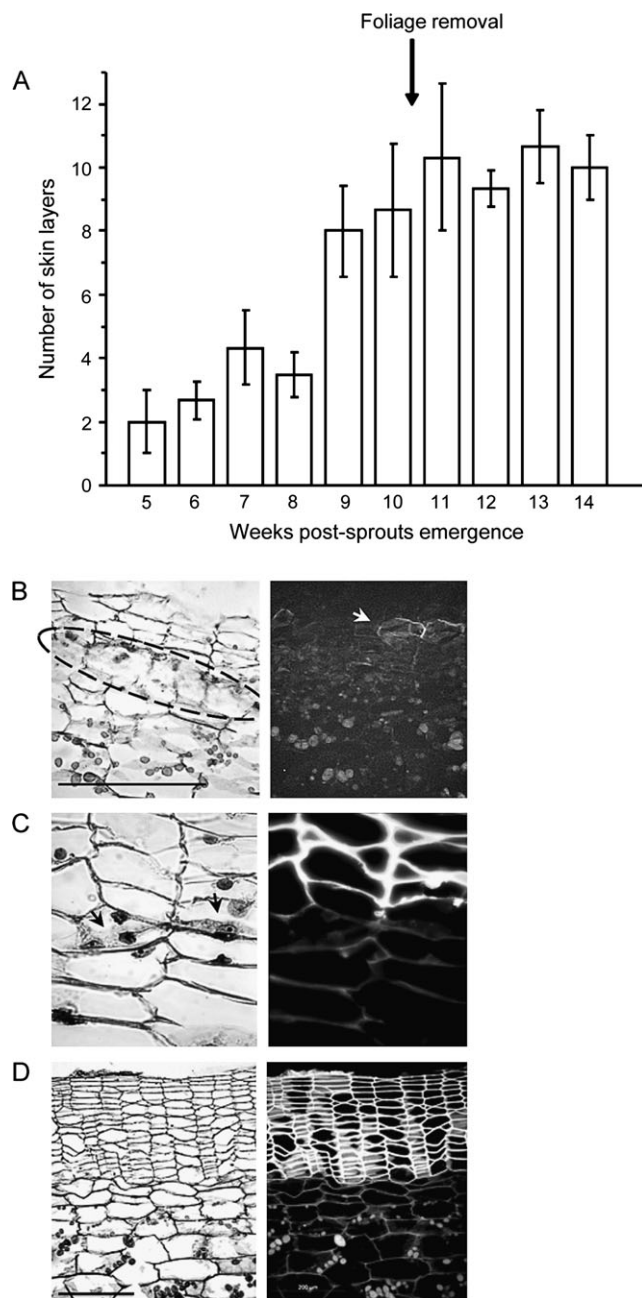 Foliage removal
A
12
10
8
6
4
2
0
Number of skin layers
5 6 7 8 9 10 11 12 13 14
Weeks post-sprouts emergence
B
C
D
200µm